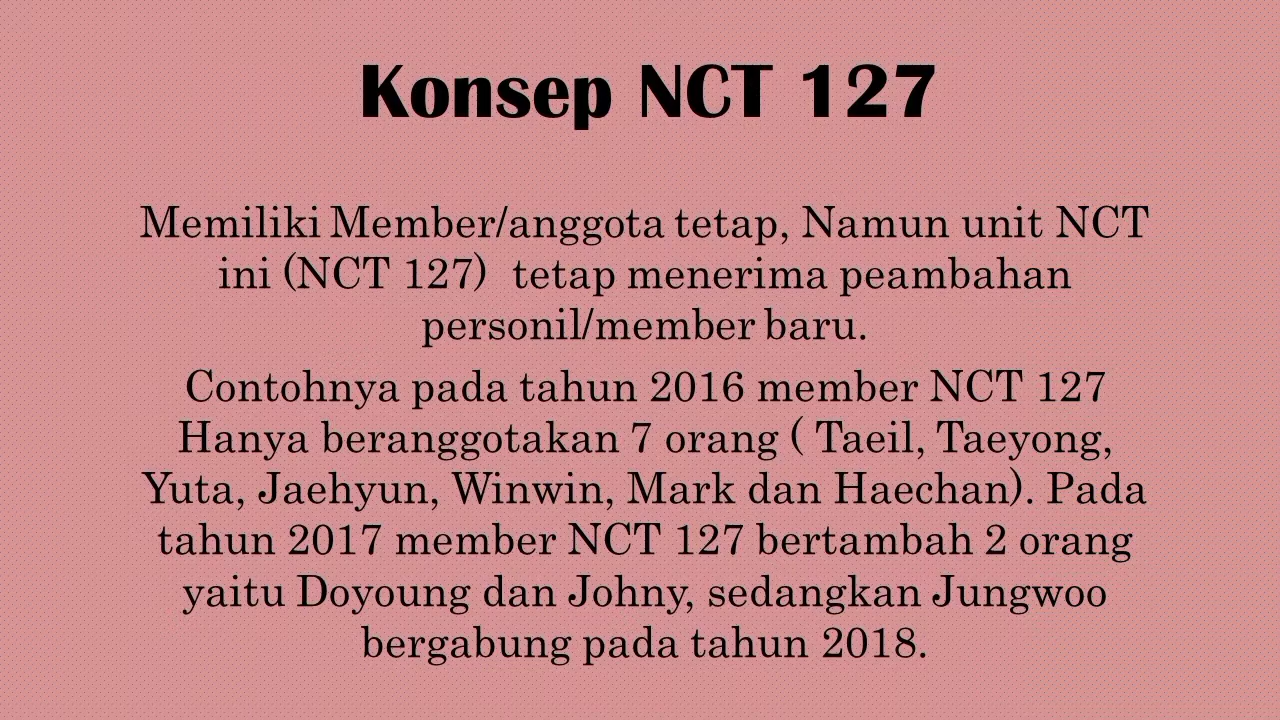 Konsep NCT 127
Memiliki Member/anggota tetap, Namun unit NCT
ini (NCT 127) tetap menerima peambahan
personil/member baru.
Contohnya pada tahun 2016 member NCT 127
Hanya beranggotakan 7 orang ( Taeil, Taeyong,
Yuta, Jaehyun, Winwin, Mark dan Haechan). Pada
tahun 2017 member NCT 127 bertambah 2 orang
yaitu Doyoung dan Johny, sedangkan Jungwoo
bergabung pada tahun 2018.